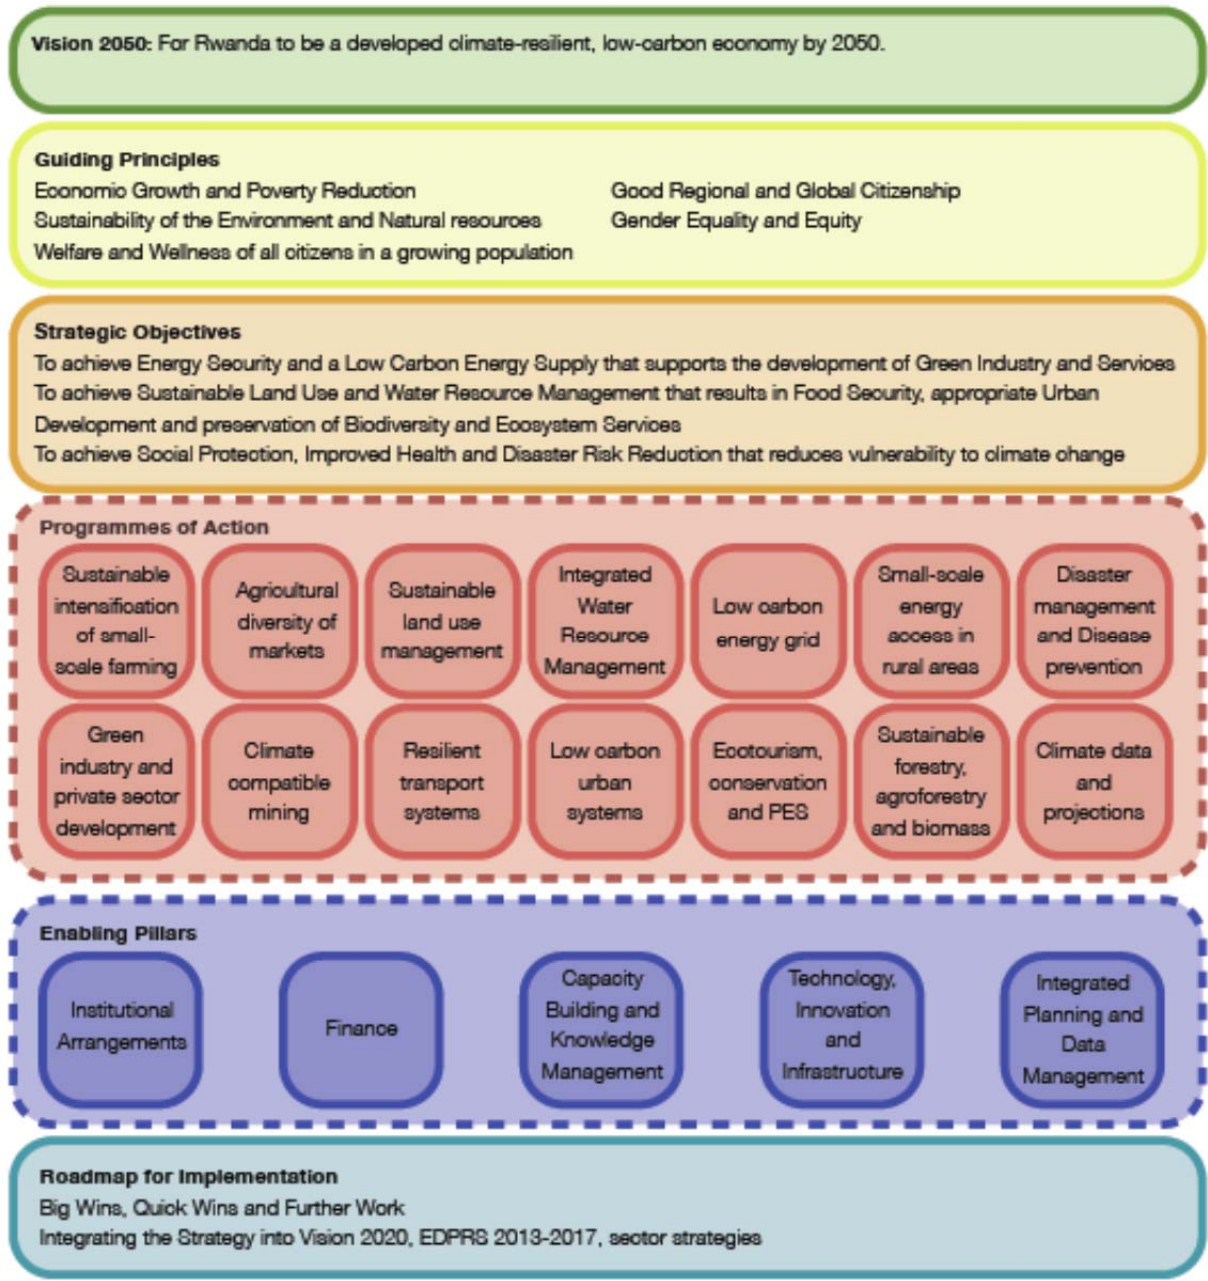 Vision 2050: For Rwanda to be a developed climate-resilient, low-carbon economy by 2050.
Guiding Principles
Economic Growth and Poverty Reduction
Sustainability of the Environment and Natural resources
Welfare and Wellness of all citizens in a growing population
Good Regional and Global Citizenship
Gender Equality and Equity
Strategic Objectives
To achieve Energy Security and a Low Carbon Energy Supply that supports the development of Green Industry and Services
To achieve Sustainable Land Use and Water Resource Management that results in Food Security, appropriate Urban
Development and preservation of Biodiversity and Ecosystem Services
To achieve Social Protection, Improved Health and Disaster Risk Reduction that reduces vulnerability to climate change
Programmes of Action
Sustainable
intensification
of small-
scale farming
Agricultural
diversity of
markets
Sustainable
land use
management
Integrated
Water
Resource
Management
Low carbon
energy grid
Small-scale
energy
access in
rural areas
Disaster
management
and Disease
prevention
Green
industry and
private sector
development
Climate
compatible
mining
Resilient
transport
systems
Low carbon
urban
systems
Ecotourism,
conservation
and PES
Sustainable
forestry,
agroforestry
and biomass
Climate data
and
projections
Enabling Pillars
Institutional
Arrangements
Finance
Capacity
Building and
Knowledge
Management
Technology,
Innovation
and
Infrastructure
Integrated
Planning and
Data
Management
Roadmap for Implementation
Big Wins, Quick Wins and Further Work
Integrating the Strategy into Vision 2020, EDPRS 2013-2017, sector strategies